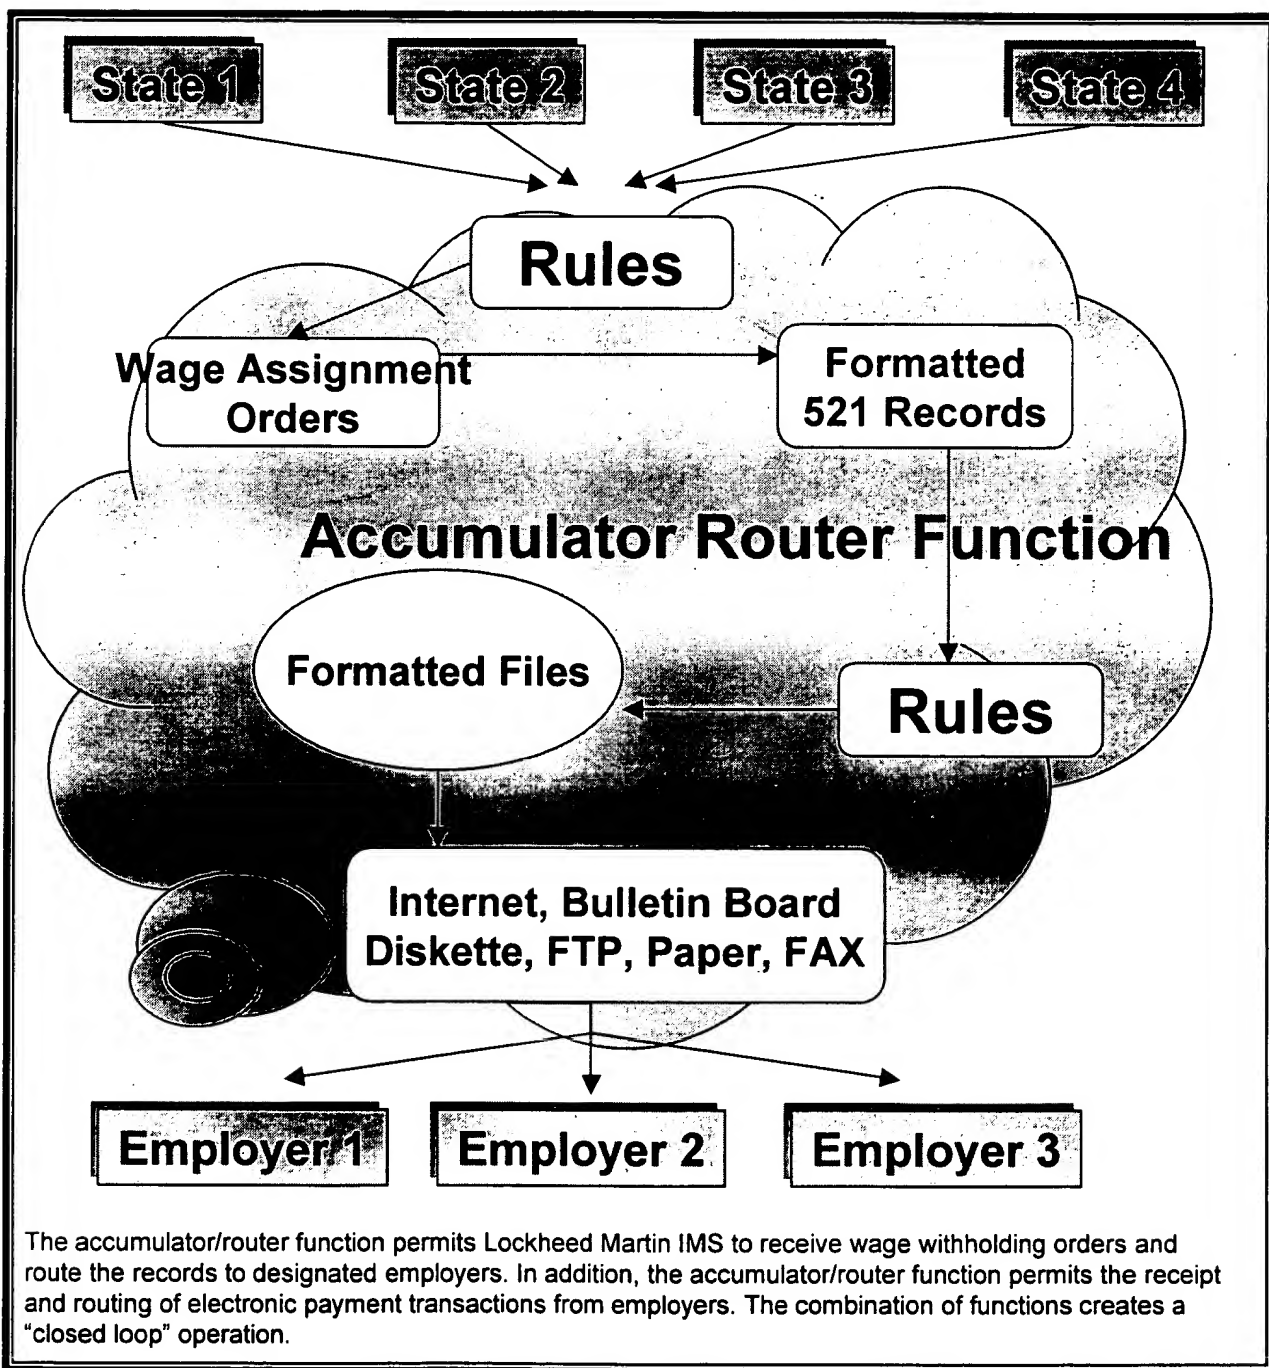 State 1
State 2
State 3
State 4
Rules
Wage Assignment
Orders
Formatted
521 Records
Accumulator Router Function
Formatted Files
Rules
Internet, Bulletin Board
Diskette, FTP, Paper, FAX
Employer 1
Employer 2
Employer 3
The accumulator/router function permits Lockheed Martin IMS to receive wage withholding orders and
route the records to designated employers. In addition, the accumulator/router function permits the receipt
and routing of electronic payment transactions from employers. The combination of functions creates a
"closed loop" operation.